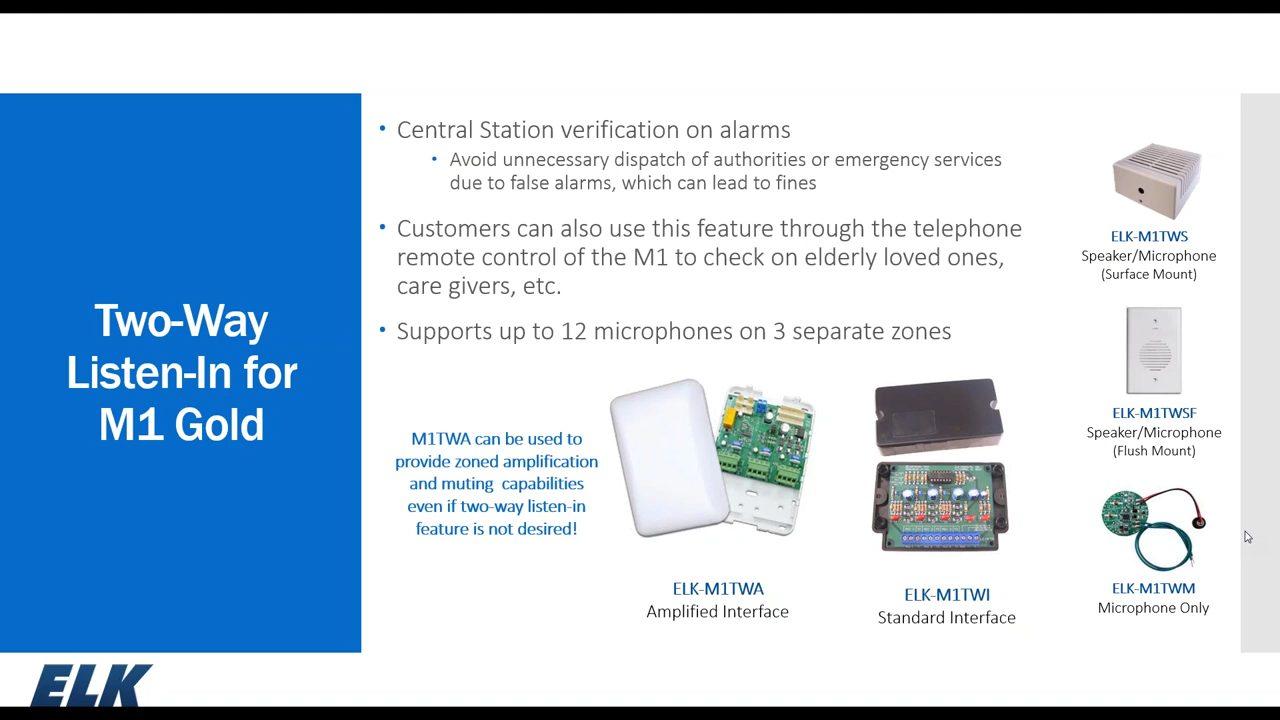 Two-Way
Listen-In for
M1 Gold
• Central Station verification on alarms
• Avoid unnecessary dispatch of authorities or emergency services
due to false alarms, which can lead to fines
• Customers can also use this feature through the telephone
remote control of the M1 to check on elderly loved ones,
care givers, etc.
• Supports up to 12 microphones on 3 separate zones
M1TWA can be used to
provide zoned amplification
and muting capabilities
even if two-way listen-in
feature is not desired!
ELK-M1TWA
Amplified Interface
ELK-M1TWI
Standard Interface
ELK-M1TWS
Speaker/Microphone
(Surface Mount)
ELK-M1TWSF
Speaker/Microphone
(Flush Mount)
ELK-M1TWM
Microphone Only
ELK